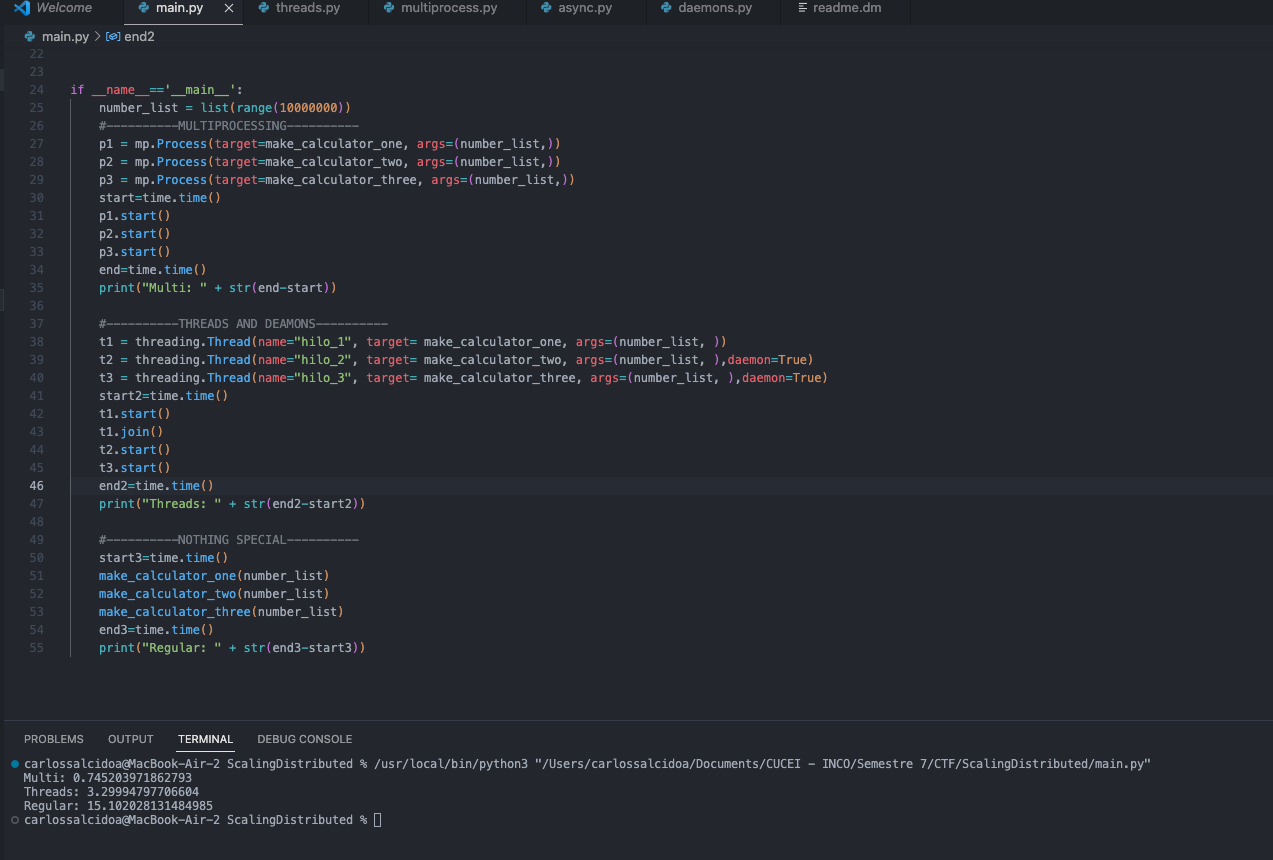 Welcome main.py threads.py multiprocess.py async.py daemons.py readme.dm
main.py > end2
22
23
24 if __name__=='__main__':
25     number_list = list(range(10000000))
26     #----------MULTIPROCESSING----------
27     p1 = mp.Process(target=make_calculator_one, args=(number_list,))
28     p2 = mp.Process(target=make_calculator_two, args=(number_list,))
29     p3 = mp.Process(target=make_calculator_three, args=(number_list,))
30     start=time.time()
31     p1.start()
32     p2.start()
33     p3.start()
34     end=time.time()
35     print("Multi: " + str(end-start))
36
37     #----------THREADS AND DEAMONS----------
38     t1 = threading.Thread(name="hilo_1", target= make_calculator_one, args=(number_list, ))
39     t2 = threading.Thread(name="hilo_2", target= make_calculator_two, args=(number_list, ),daemon=True)
40     t3 = threading.Thread(name="hilo_3", target= make_calculator_three, args=(number_list, ),daemon=True)
41     start2=time.time()
42     t1.start()
43     t1.join()
44     t2.start()
45     t3.start()
46     end2=time.time()
47     print("Threads: " + str(end2-start2))
48
49     #----------NOTHING SPECIAL----------
50     start3=time.time()
51     make_calculator_one(number_list)
52     make_calculator_two(number_list)
53     make_calculator_three(number_list)
54     end3=time.time()
55     print("Regular: " + str(end3-start3))
PROBLEMS OUTPUT TERMINAL DEBUG CONSOLE
carlossalcidoa@MacBook-Air-2 ScalingDistributed % /usr/local/bin/python3 "/Users/carlossalcidoa/Documents/CUCEI - INCO/Semestre 7/CTF/ScalingDistributed/main.py"
Multi: 0.745203971862793
Threads: 3.29994797706604
Regular: 15.102028131484985
carlossalcidoa@MacBook-Air-2 ScalingDistributed %